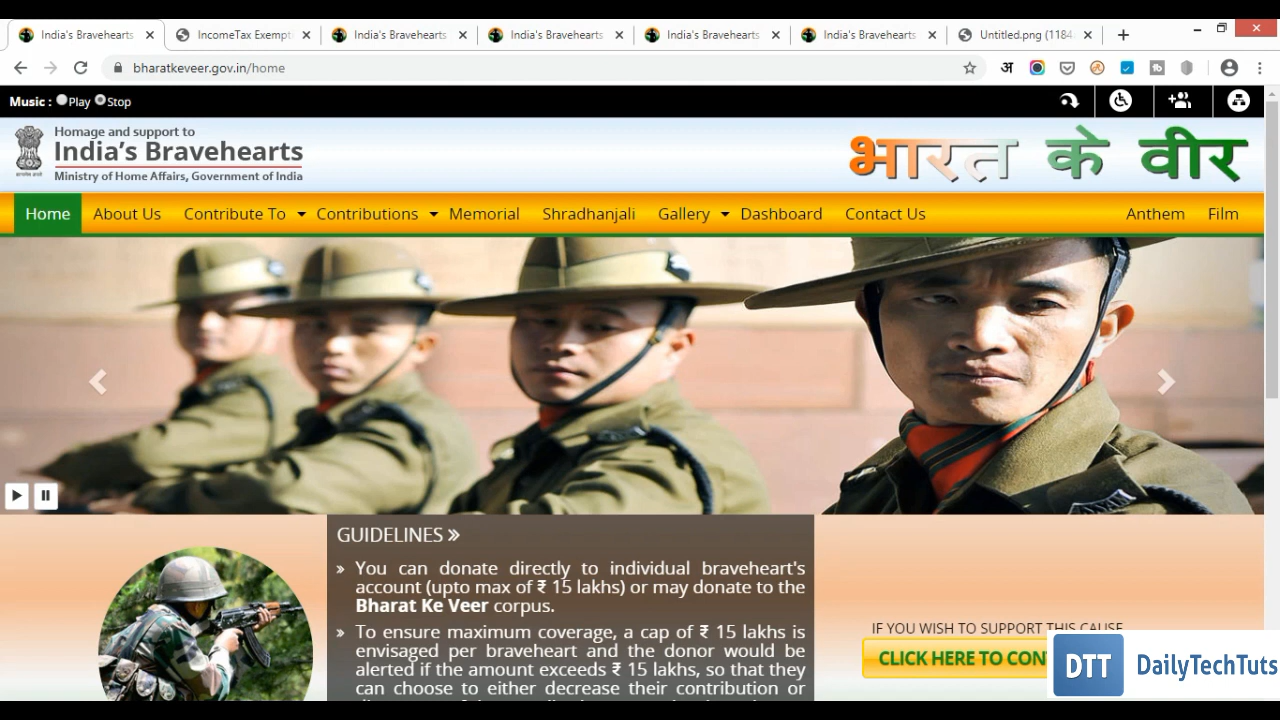 India's Bravehearts
IncomeTax Exempt
India's Bravehearts
India's Bravehearts
India's Bravehearts
India's Bravehearts
Untitled.png (1184
bharatkeveer.gov.in/home
अ
Music : Play Stop
Homage and support to
India's Bravehearts
Ministry of Home Affairs, Government of India
भारत के वीर
Home About Us Contribute To Contributions Memorial Shradhanjali Gallery Dashboard Contact Us Anthem Film
GUIDELINES »
» You can donate directly to individual braveheart's
account (upto max of ₹ 15 lakhs) or may donate to the
Bharat Ke Veer corpus.
» To ensure maximum coverage, a cap of ₹ 15 lakhs is
envisaged per braveheart and the donor would be
alerted if the amount exceeds ₹ 15 lakhs, so that they
can choose to either decrease their contribution or
IF YOU WISH TO SUPPORT THIS CAUSE
CLICK HERE TO CON
DTT DailyTechTuts